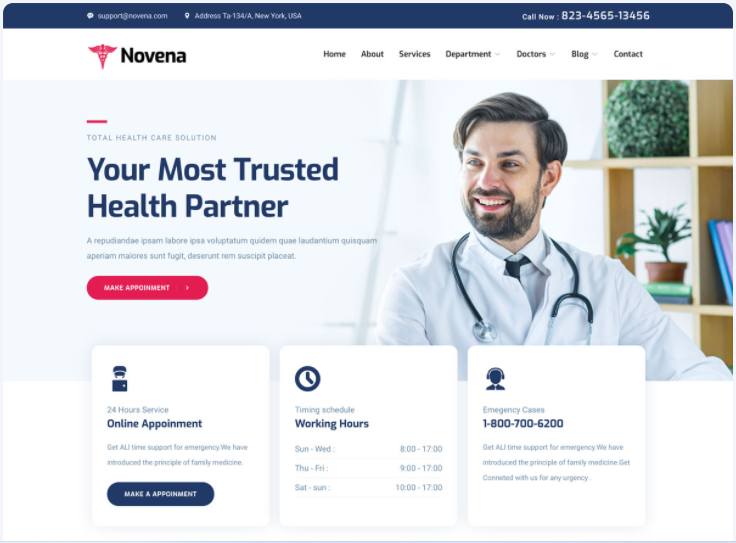 support@novena.com
Address Ta-134/A, New York, USA
Call Now : 823-4565-13456
Novena
Home About Services Department Doctors Blog Contact
TOTAL HEALTH CARE SOLUTION
Your Most Trusted
Health Partner
A repudiandae ipsam labore ipsa voluptatum quidem quae laudantium quisquam
aperiam maiores sunt fugit, deserunt rem suscipit placeat.
MAKE APPOINMENT
24 Hours Service
Online Appoinment
Get ALl time support for emergency.We have
introduced the principle of family medicine.
MAKE A APPOINMENT
Timing schedule
Working Hours
Sun - Wed : 8:00 - 17:00
Thu - Fri : 9:00 - 17:00
Sat - sun : 10:00 - 17:00
Emegency Cases
1-800-700-6200
Get ALl time support for emergency.We have
introduced the principle of family medicine.Get
Conneted with us for any urgency .